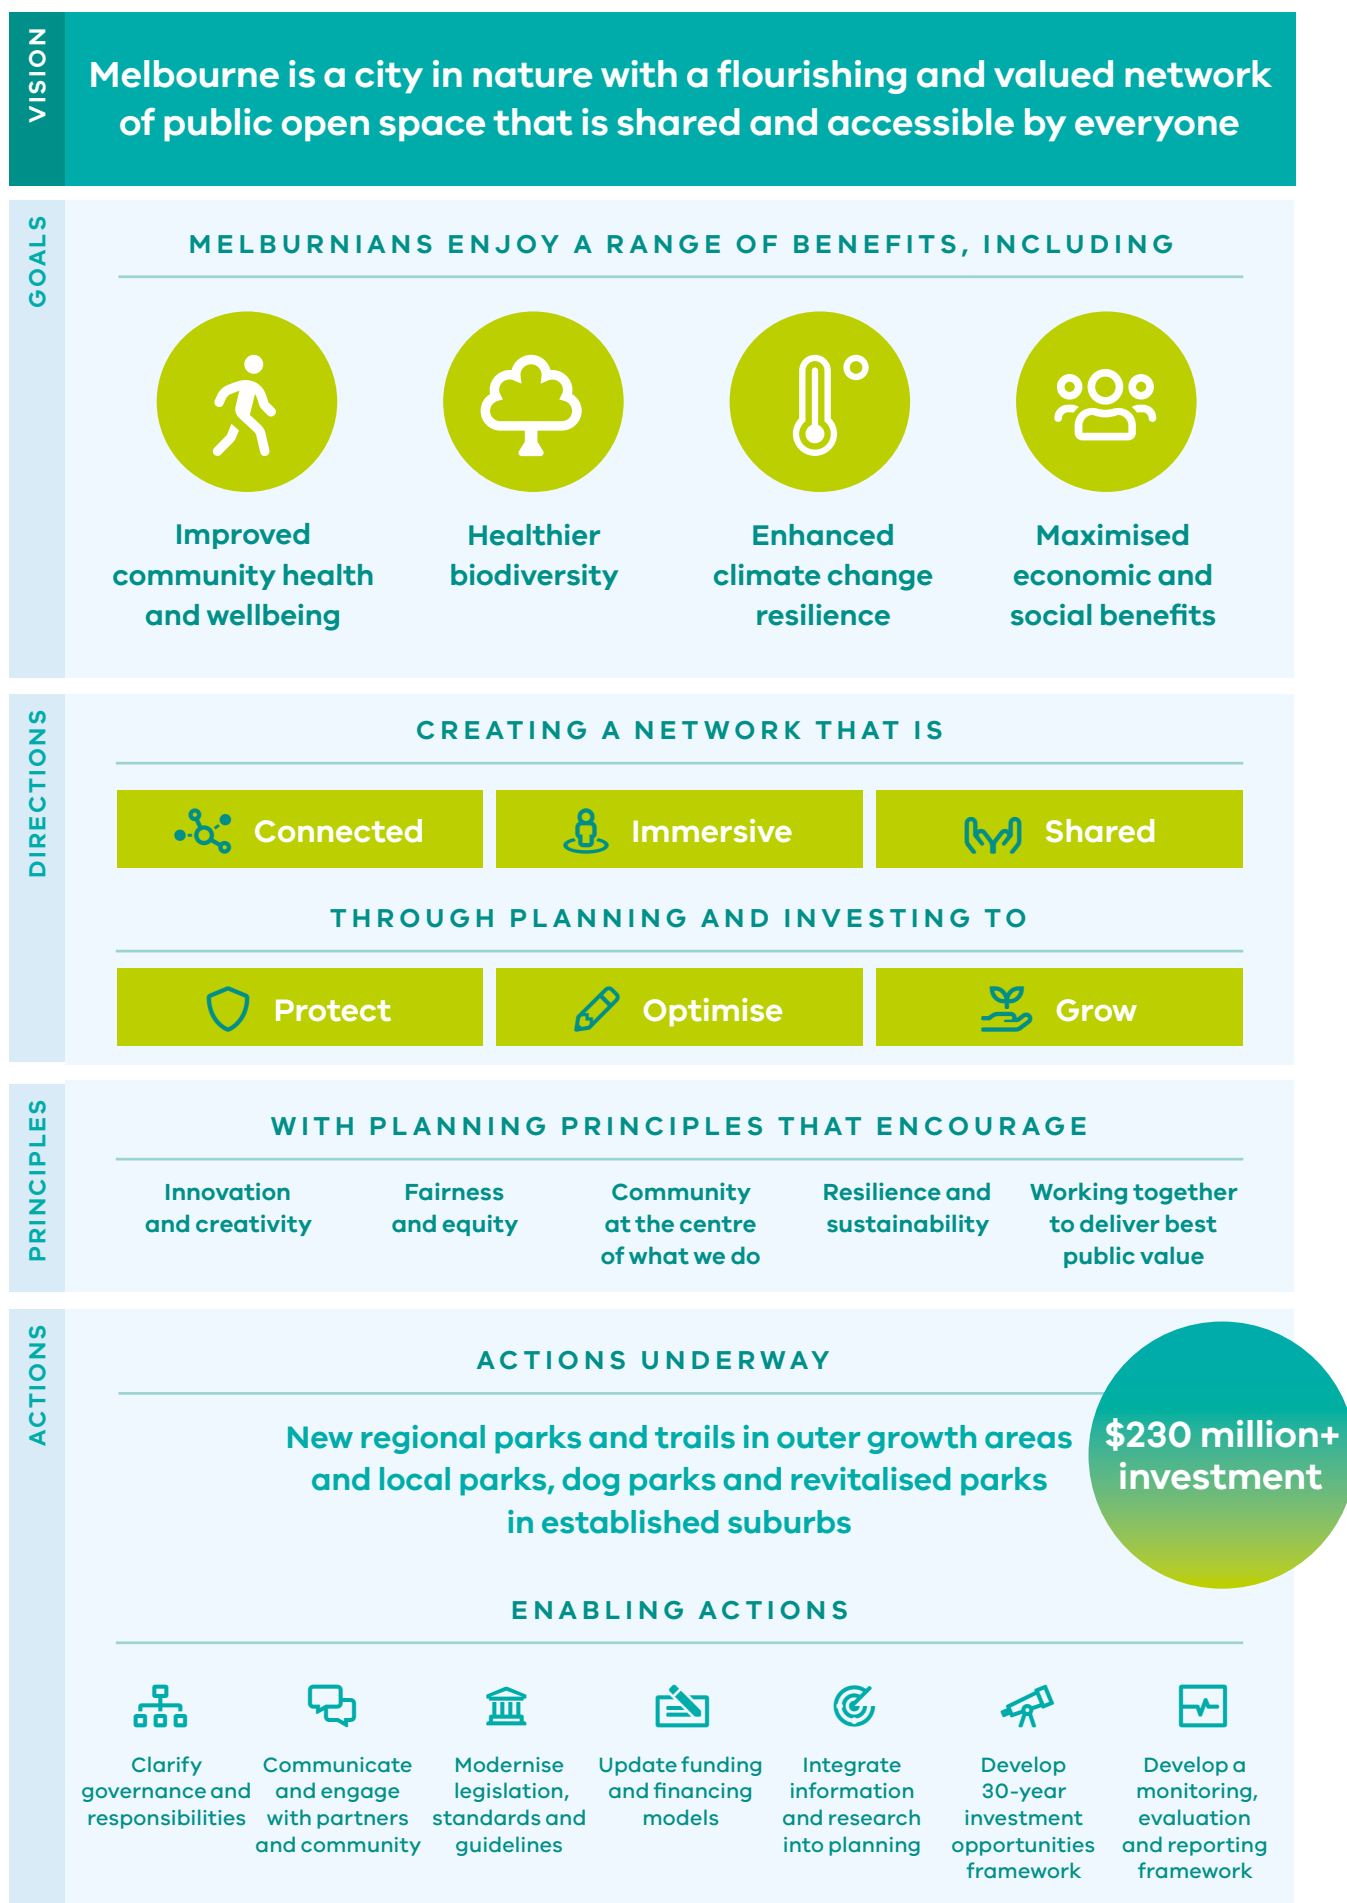 VISION
Melbourne is a city in nature with a flourishing and valued network
of public open space that is shared and accessible by everyone
GOALS
MELBURNIANS ENJOY A RANGE OF BENEFITS, INCLUDING
Improved
community health
and wellbeing
Healthier
biodiversity
Enhanced
climate change
resilience
Maximised
economic and
social benefits
DIRECTIONS
CREATING A NETWORK THAT IS
Connected
Immersive
Shared
THROUGH PLANNING AND INVESTING TO
Protect
Optimise
Grow
PRINCIPLES
WITH PLANNING PRINCIPLES THAT ENCOURAGE
Innovation
and creativity
Fairness
and equity
Community
at the centre
of what we do
Resilience and
sustainability
Working together
to deliver best
public value
ACTIONS
ACTIONS UNDERWAY
New regional parks and trails in outer growth areas
and local parks, dog parks and revitalised parks
in established suburbs
$230 million+
investment
ENABLING ACTIONS
Clarify
governance and
responsibilities
Communicate
and engage
with partners
and community
Modernise
legislation,
standards and
guidelines
Update funding
and financing
models
Integrate
information
and research
into planning
Develop
30-year
investment
opportunities
framework
Develop a
monitoring,
evaluation
and reporting
framework